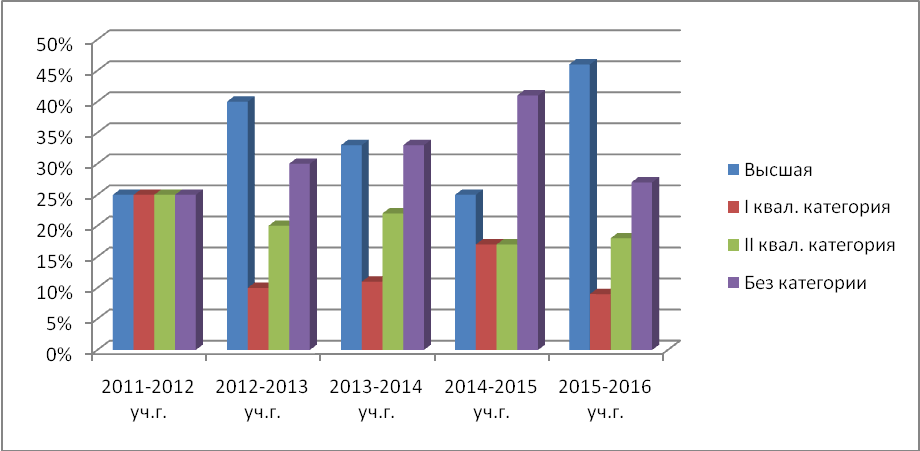 50%
45%
40%
35%
30%
25%
20%
15%
10%
5%
0%
2011-2012
уч.г.
2012-2013
уч.г.
2013-2014
уч.г.
2014-2015
уч.г.
2015-2016
уч.г.
Высшая
I квал. категория
II квал. категория
Без категории